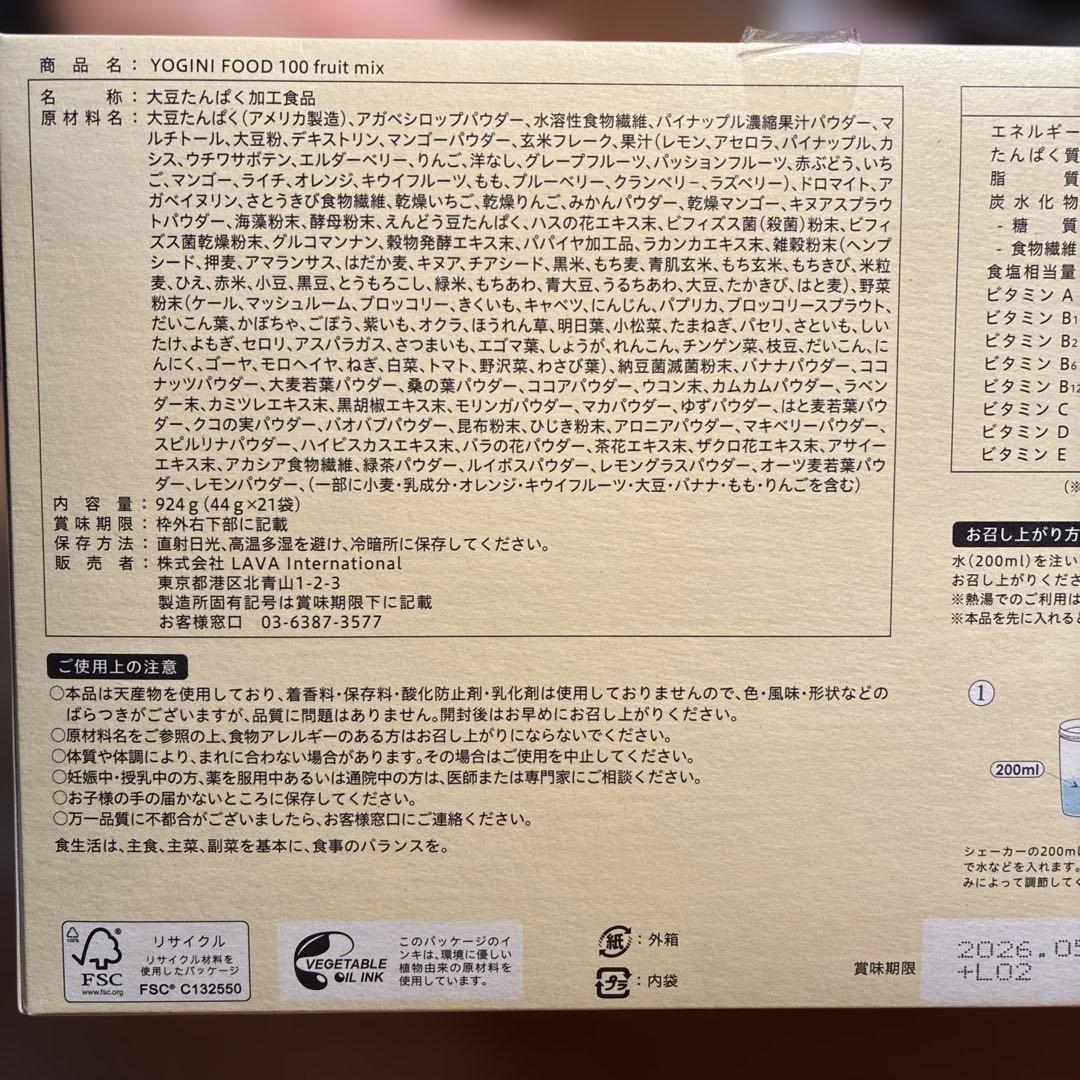 商品名：YOGINI FOOD 100 fruit mix
名称：大豆たんぱく加工食品
原材料名：大豆たんぱく(アメリカ製造)、アガベシロップパウダー、水溶性食物繊維、パイナップル濃縮果汁パウダー、マ
ルチトール、大豆粉、デキストリン、マンゴーパウダー、玄米フレーク、果汁(レモン、アセロラ、パイナップル、カ
シス、ウチワサボテン、エルダーベリー、りんご、洋なし、グレープフルーツ、パッションフルーツ、赤ぶどう、いち
ご、マンゴー、ライチ、オレンジ、キウイフルーツ、もも、ブルーベリー、クランベリー、ラズベリー)、ドロマイト、ア
ガベイヌリン、さとうきび食物繊維、乾燥いちご、乾燥りんご、みかんパウダー、乾燥マンゴー、キヌアスプラウ
トパウダー、海藻粉末、酵母粉末、えんどう豆たんぱく、ハスの花エキス末、ビフィズス菌(殺菌)粉末、ビフィ
ズス菌乾燥粉末、グルコマンナン、穀物発酵エキス末、パパイヤ加工品、ラカンカエキス末、雑穀粉末(ヘンプ
シード、押麦、アマランサス、はだか麦、キヌア、チアシード、黒米、もち麦、青肌玄米、もち玄米、もちきび、米粒
麦、ひえ、赤米、小豆、黒豆、とうもろこし、緑米、もちあわ、青大豆、うるちあわ、大豆、たかきび、はと麦)、野菜
粉末(ケール、マッシュルーム、ブロッコリー、きくいも、キャベツ、にんじん、パプリカ、ブロッコリースプラウト、
だいこん葉、かぼちゃ、ごぼう、紫いも、オクラ、ほうれん草、明日葉、小松菜、たまねぎ、パセリ、さといも、しい
たけ、よもぎ、セロリ、アスパラガス、さつまいも、エゴマ葉、しょうが、れんこん、チンゲン菜、枝豆、だいこん、に
んにく、ゴーヤ、モロヘイヤ、ねぎ、白菜、トマト、野沢菜、わさび葉)、納豆菌滅菌粉末、バナナパウダー、ココ
ナッツパウダー、大麦若葉パウダー、桑の葉パウダー、ココアパウダー、ウコン末、カムカムパウダー、ラベン
ダー末、カミツレエキス末、黒胡椒エキス末、モリンガパウダー、マカパウダー、ゆずパウダー、はと麦若葉パウ
ダー、クコの実パウダー、バオバブパウダー、昆布粉末、ひじき粉末、アロニアパウダー、マキベリーパウダー、
スピルリナパウダー、ハイビスカスエキス末、バラの花パウダー、茶花エキス末、ザクロ花エキス末、アサイー
エキス末、アカシア食物繊維、緑茶パウダー、ルイボスパウダー、レモングラスパウダー、オーツ麦若葉パウ
ダー、レモンパウダー、(一部に小麦・乳成分・オレンジ・キウイフルーツ・大豆・バナナ・もも・りんごを含む)
内容量：924g(44g×21袋)
賞味期限：枠外右下部に記載
保存方法：直射日光、高温多湿を避け、冷暗所に保存してください。
販売者：株式会社 LAVA International
東京都港区北青山1-2-3
製造所固有記号は賞味期限下に記載
お客様窓口 03-6387-3577
ご使用上の注意
○本品は天産物を使用しており、着香料・保存料・酸化防止剤・乳化剤は使用しておりませんので、色・風味・形状などの
ばらつきがございますが、品質に問題はありません。開封後はお早めにお召し上がりください。
○原材料名をご参照の上、食物アレルギーのある方はお召し上がりにならないでください。
○体質や体調により、まれに合わない場合があります。その場合はご使用を中止してください。
○妊娠中・授乳中の方、薬を服用中あるいは通院中の方は、医師または専門家にご相談ください。
○お子様の手の届かないところに保存してください。
○万一品質に不都合がございましたら、お客様窓口にご連絡ください。
食生活は、主食、主菜、副菜を基本に、食事のバランスを。
100%
FSC
www.fsc.org
リサイクル
リサイクル材料を
使用したパッケージ
FSC® C132550
VEGETABLE
OIL INK
このパッケージのイ
ンキは、環境に優しい
植物由来の原材料を
使用しています。
紙：外箱
プラ：内袋
エネルギー
たんぱく質
脂質
炭水化物
- 糖質
- 食物繊維
食塩相当量
ビタミン A
ビタミン B1
ビタミン B2
ビタミン B6
ビタミン B12
ビタミン C
ビタミン D
ビタミン E
(※
お召し上がり方
水(200ml)を注い
お召し上がりくださ
※熱湯でのご利用は
※本品を先に入れると
1
200ml
シェーカーの200ml
で水などを入れます。
みによって調節してく
賞味期限
2026.05
+L02